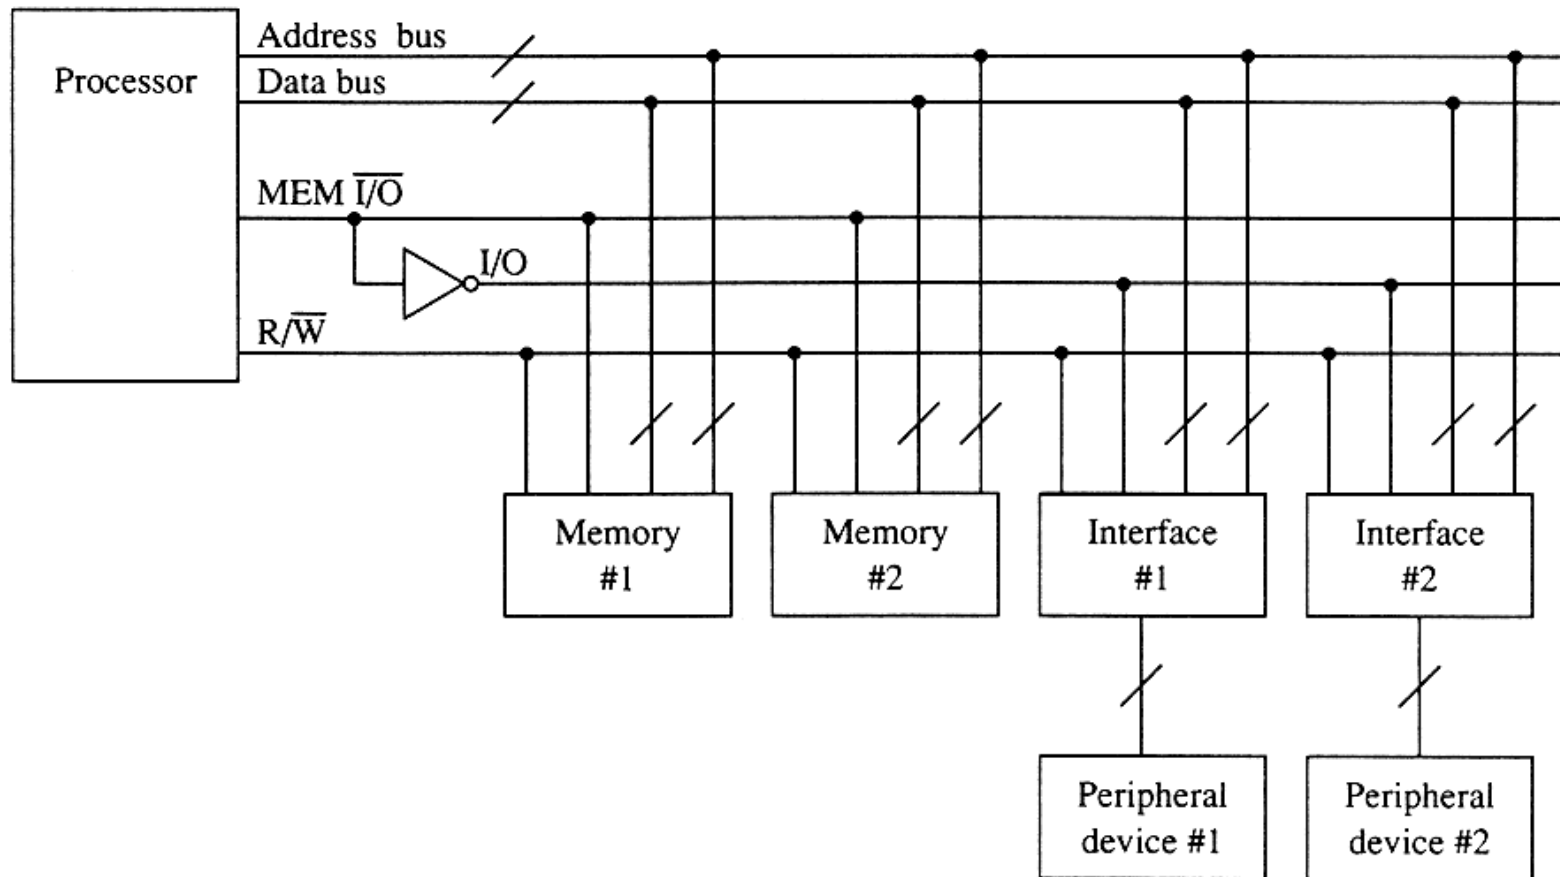 Address bus
Processor
Data bus
MEM I/O
I/O
R/W
Memory
#1
Memory
#2
Interface
#1
Interface
#2
Peripheral
device #1
Peripheral
device #2